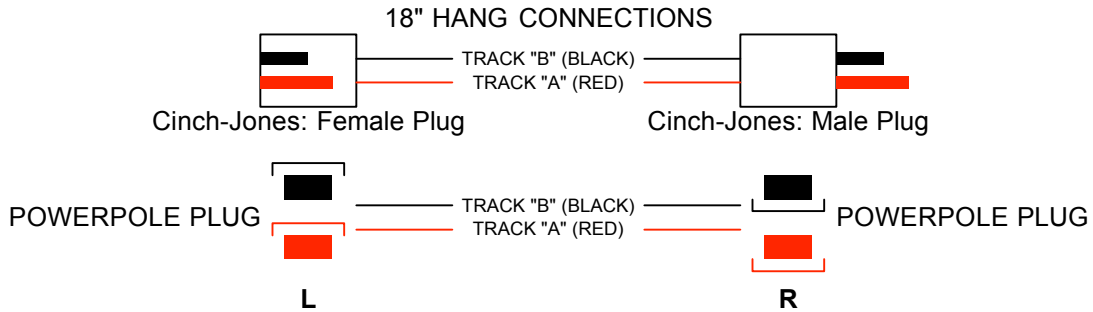 18" HANG CONNECTIONS
TRACK "B" (BLACK)
TRACK "A" (RED)
Cinch-Jones: Female Plug
Cinch-Jones: Male Plug
POWERPOLE PLUG
TRACK "B" (BLACK)
TRACK "A" (RED)
POWERPOLE PLUG
L
R